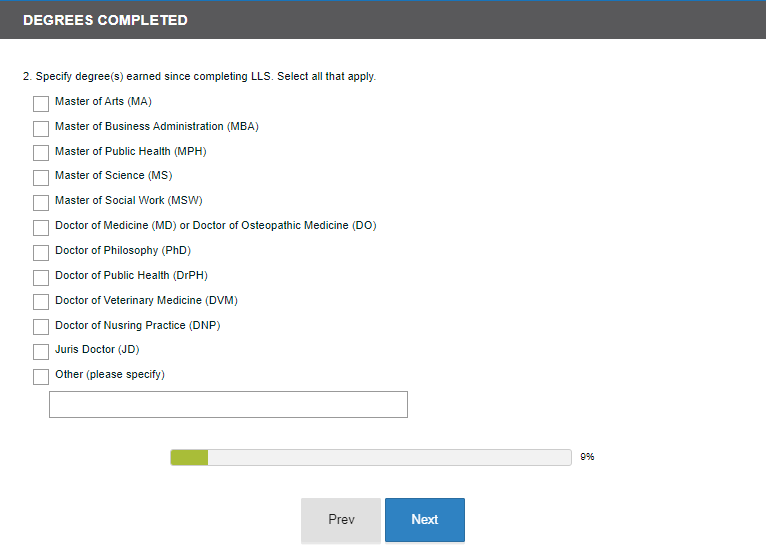 DEGREES COMPLETED
2. Specify degree(s) earned since completing LLS. Select all that apply.
Master of Arts (MA)
Master of Business Administration (MBA)
Master of Public Health (MPH)
Master of Science (MS)
Master of Social Work (MSW)
Doctor of Medicine (MD) or Doctor of Osteopathic Medicine (DO)
Doctor of Philosophy (PhD)
Doctor of Public Health (DrPH)
Doctor of Veterinary Medicine (DVM)
Doctor of Nusring Practice (DNP)
Juris Doctor (JD)
Other (please specify)
9%
Prev Next